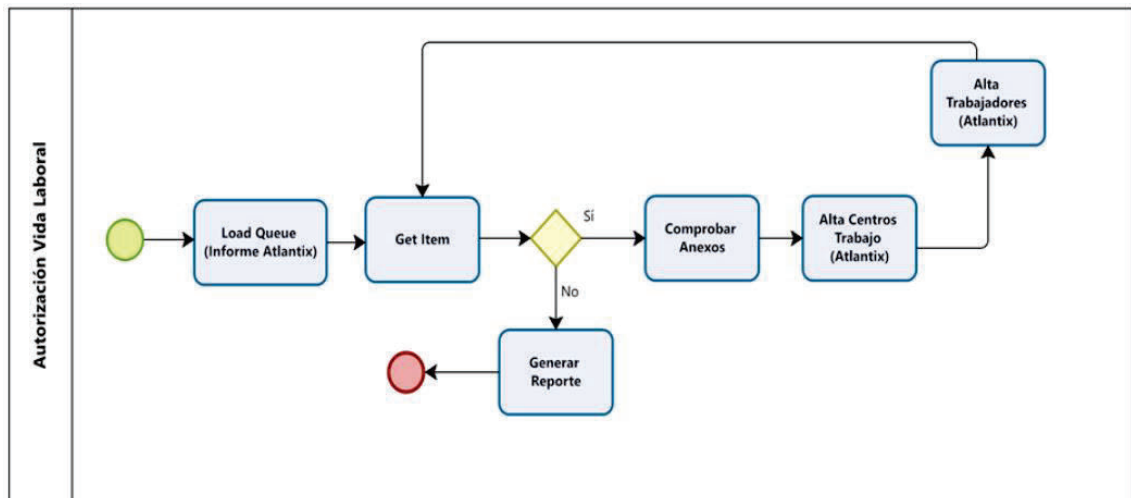 Autorización Vida Laboral
Load Queue
(Informe Atlantix)
Get Item
Sí
No
Comprobar
Anexos
Alta Centros
Trabajo
(Atlantix)
Alta
Trabajadores
(Atlantix)
Generar
Reporte